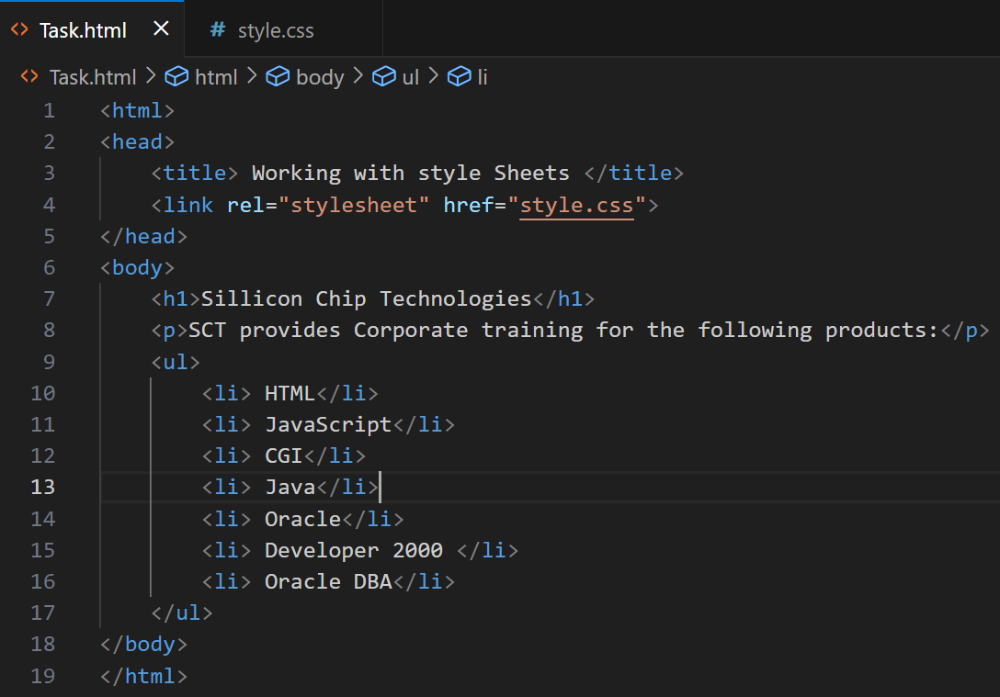 Task.html
# style.css
Task.html > html > body > ul > li
1 <html>
2 <head>
3 <title> Working with style Sheets </title>
4 <link rel="stylesheet" href="style.css">
5 </head>
6 <body>
7 <h1>Sillicon Chip Technologies</h1>
8 <p>SCT provides Corporate training for the following products:</p>
9 <ul>
10 <li> HTML</li>
11 <li> JavaScript</li>
12 <li> CGI</li>
13 <li> Java</li>
14 <li> Oracle</li>
15 <li> Developer 2000 </li>
16 <li> Oracle DBA</li>
17 </ul>
18 </body>
19 </html>